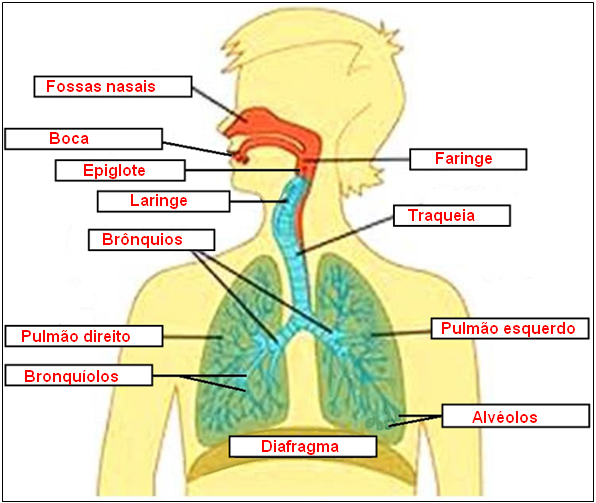 Fossas nasais
Boca
Epiglote
Faringe
Laringe
Traqueia
Brônquios
Pulmão direito
Pulmão esquerdo
Bronquíolos
Alvéolos
Diafragma